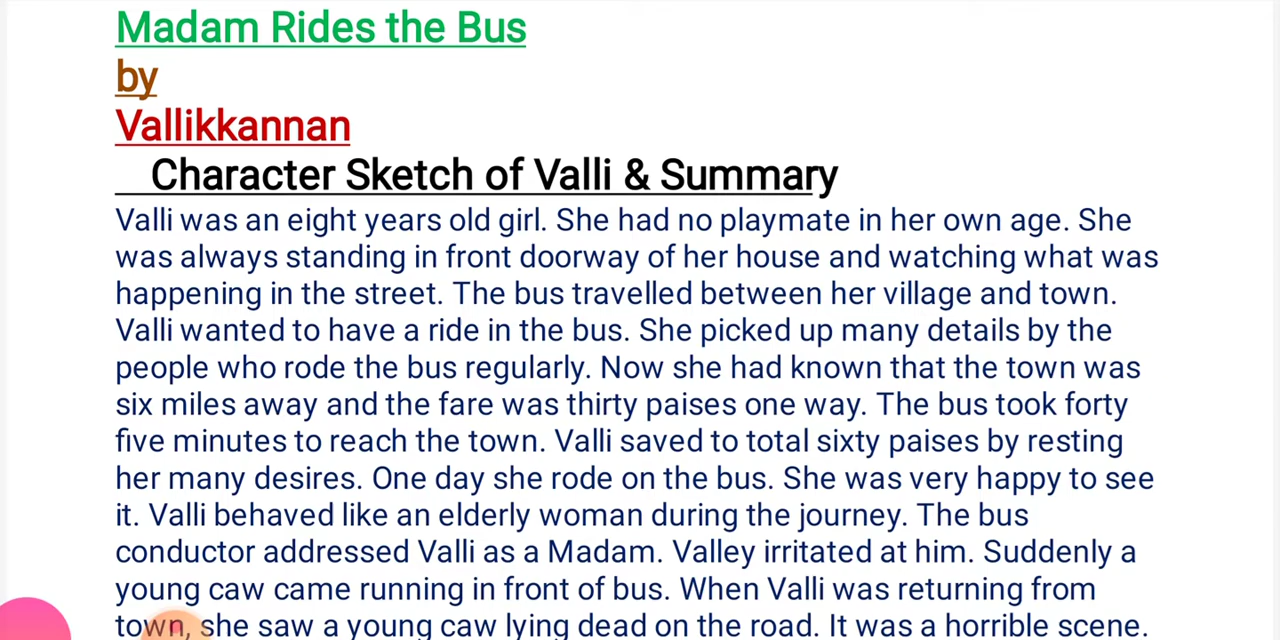 Madam Rides the Bus
by
Vallikkannan
Character Sketch of Valli & Summary
Valli was an eight years old girl. She had no playmate in her own age. She
was always standing in front doorway of her house and watching what was
happening in the street. The bus travelled between her village and town.
Valli wanted to have a ride in the bus. She picked up many details by the
people who rode the bus regularly. Now she had known that the town was
six miles away and the fare was thirty paises one way. The bus took forty
five minutes to reach the town. Valli saved to total sixty paises by resting
her many desires. One day she rode on the bus. She was very happy to see
it. Valli behaved like an elderly woman during the journey. The bus
conductor addressed Valli as a Madam. Valley irritated at him. Suddenly a
young caw came running in front of bus. When Valli was returning from
town, she saw a young caw lying dead on the road. It was a horrible scene.